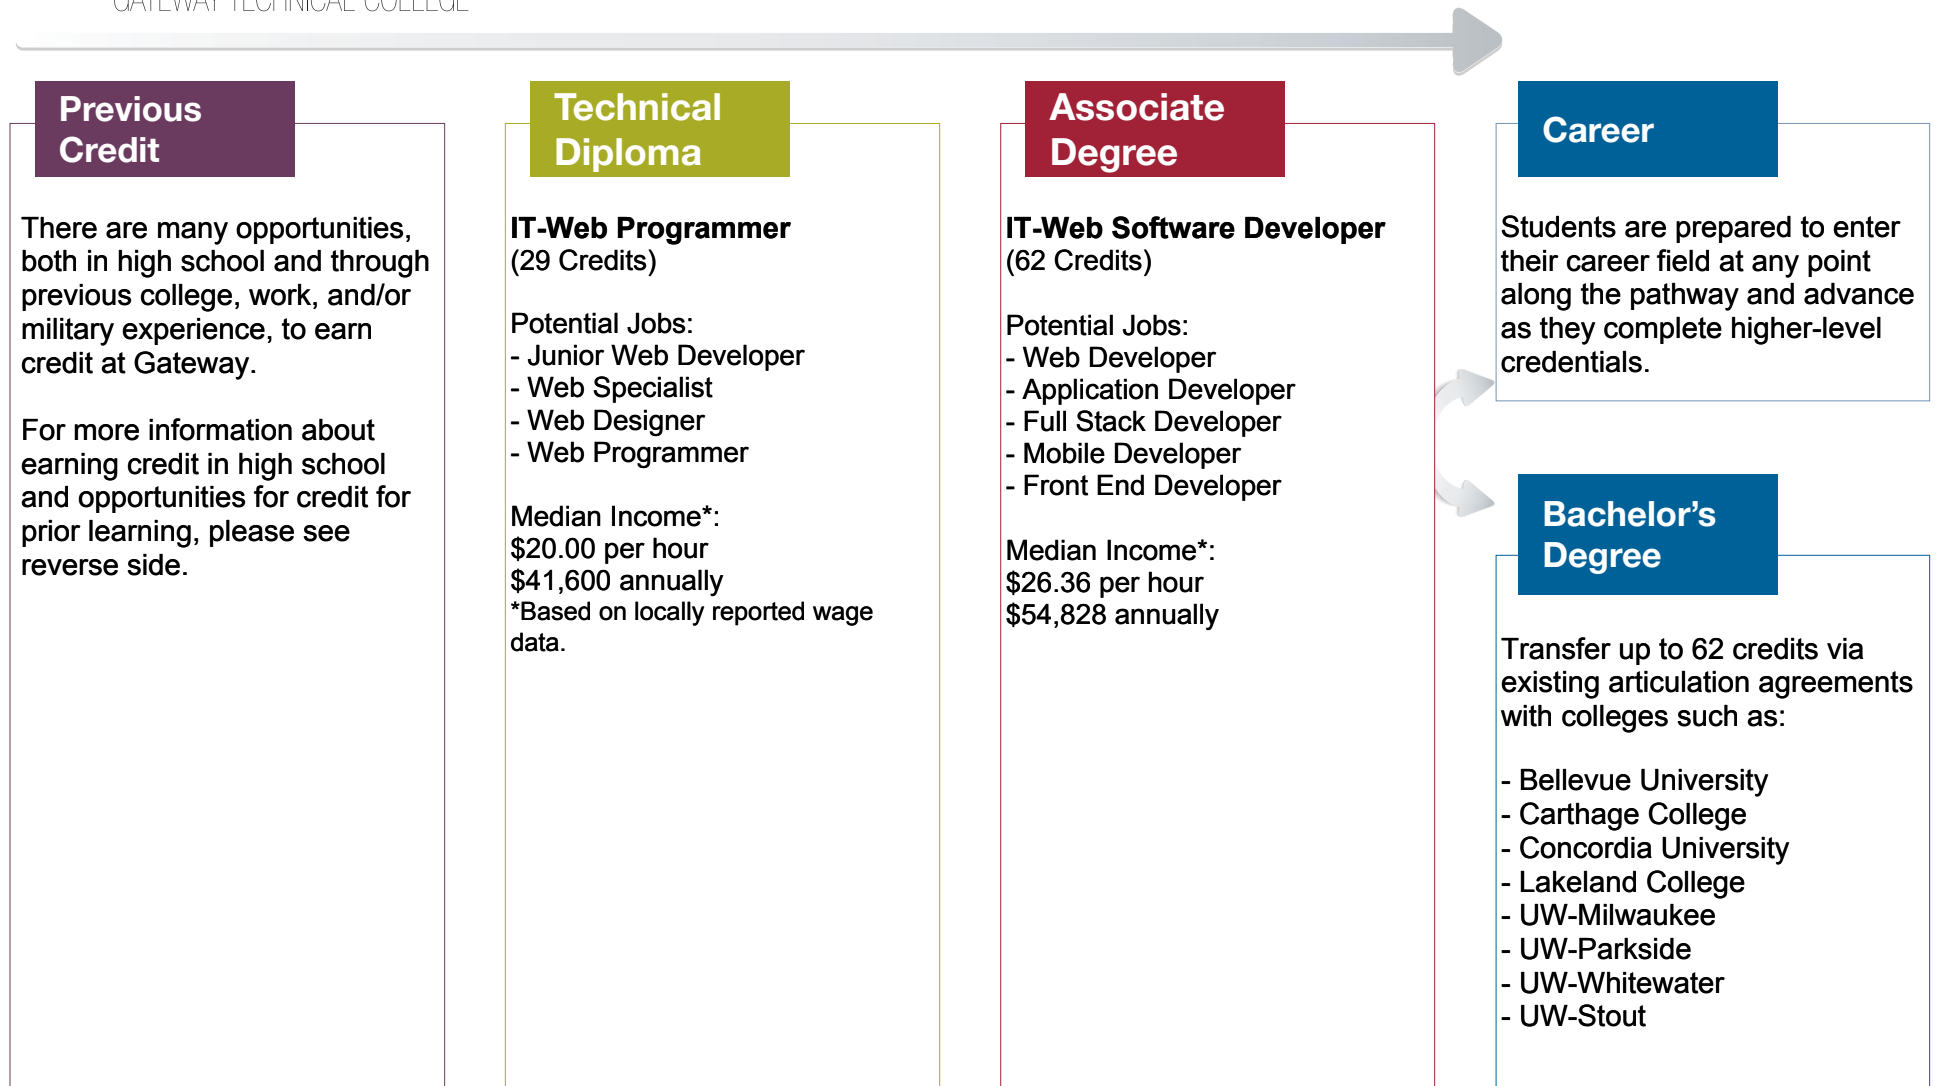 GATEWAY TECHNICAL COLLEGE
Previous
Credit
There are many opportunities,
both in high school and through
previous college, work, and/or
military experience, to earn
credit at Gateway.
For more information about
earning credit in high school
and opportunities for credit for
prior learning, please see
reverse side.
Technical
Diploma
IT-Web Programmer
(29 Credits)
Potential Jobs:
- Junior Web Developer
- Web Specialist
- Web Designer
- Web Programmer
Median Income*:
$20.00 per hour
$41,600 annually
*Based on locally reported wage
data.
Associate
Degree
IT-Web Software Developer
(62 Credits)
Potential Jobs:
- Web Developer
- Application Developer
- Full Stack Developer
- Mobile Developer
- Front End Developer
Median Income*:
$26.36 per hour
$54,828 annually
Career
Students are prepared to enter
their career field at any point
along the pathway and advance
as they complete higher-level
credentials.
Bachelor’s
Degree
Transfer up to 62 credits via
existing articulation agreements
with colleges such as:
- Bellevue University
- Carthage College
- Concordia University
- Lakeland College
- UW-Milwaukee
- UW-Parkside
- UW-Whitewater
- UW-Stout